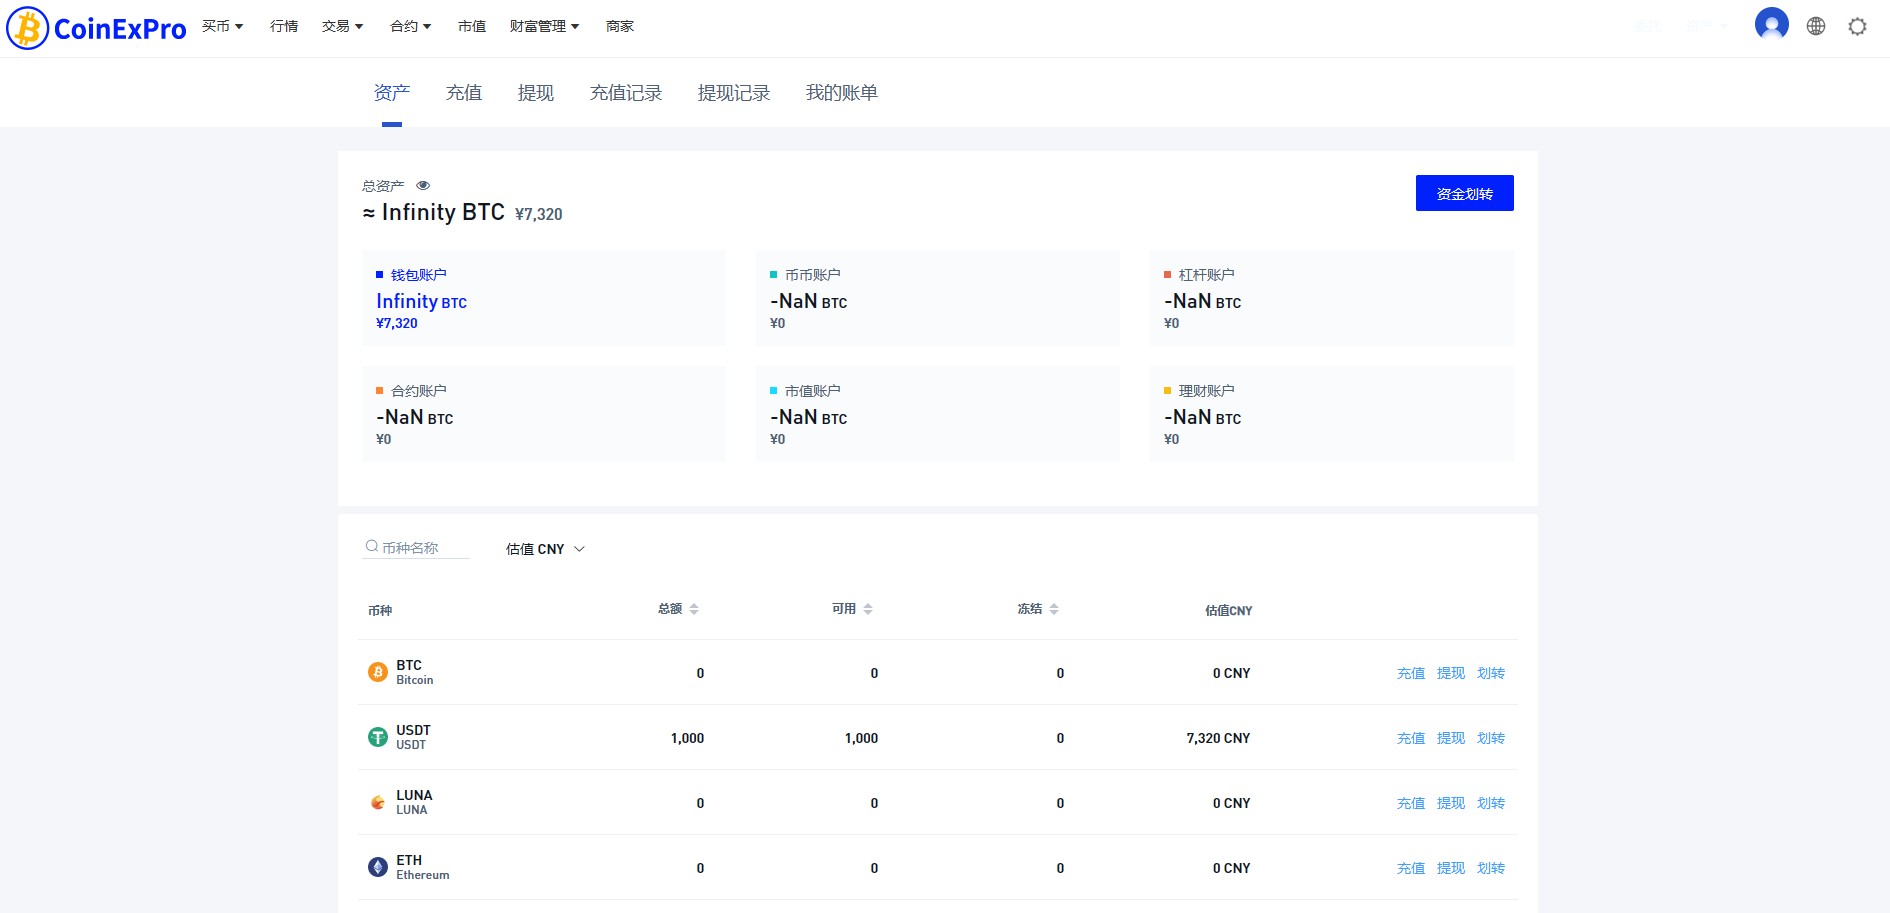 CoinExPro 买币 行情 交易 合约 市值 财富管理 商家
资产 充值 提现 充值记录 提现记录 我的账单
总资产
≈ Infinity BTC ¥7,320
资金划转
钱包账户
Infinity BTC
¥7,320
币币账户
-NaN BTC
¥0
杠杆账户
-NaN BTC
¥0
合约账户
-NaN BTC
¥0
市值账户
-NaN BTC
¥0
理财账户
-NaN BTC
¥0
币种名称 估值 CNY
币种 总额 可用 冻结 估值CNY
BTC
Bitcoin
0 0 0 0 CNY 充值 提现 划转
USDT
USDT
1,000 1,000 0 7,320 CNY 充值 提现 划转
LUNA
LUNA
0 0 0 0 CNY 充值 提现 划转
ETH
Ethereum
0 0 0 0 CNY 充值 提现 划转